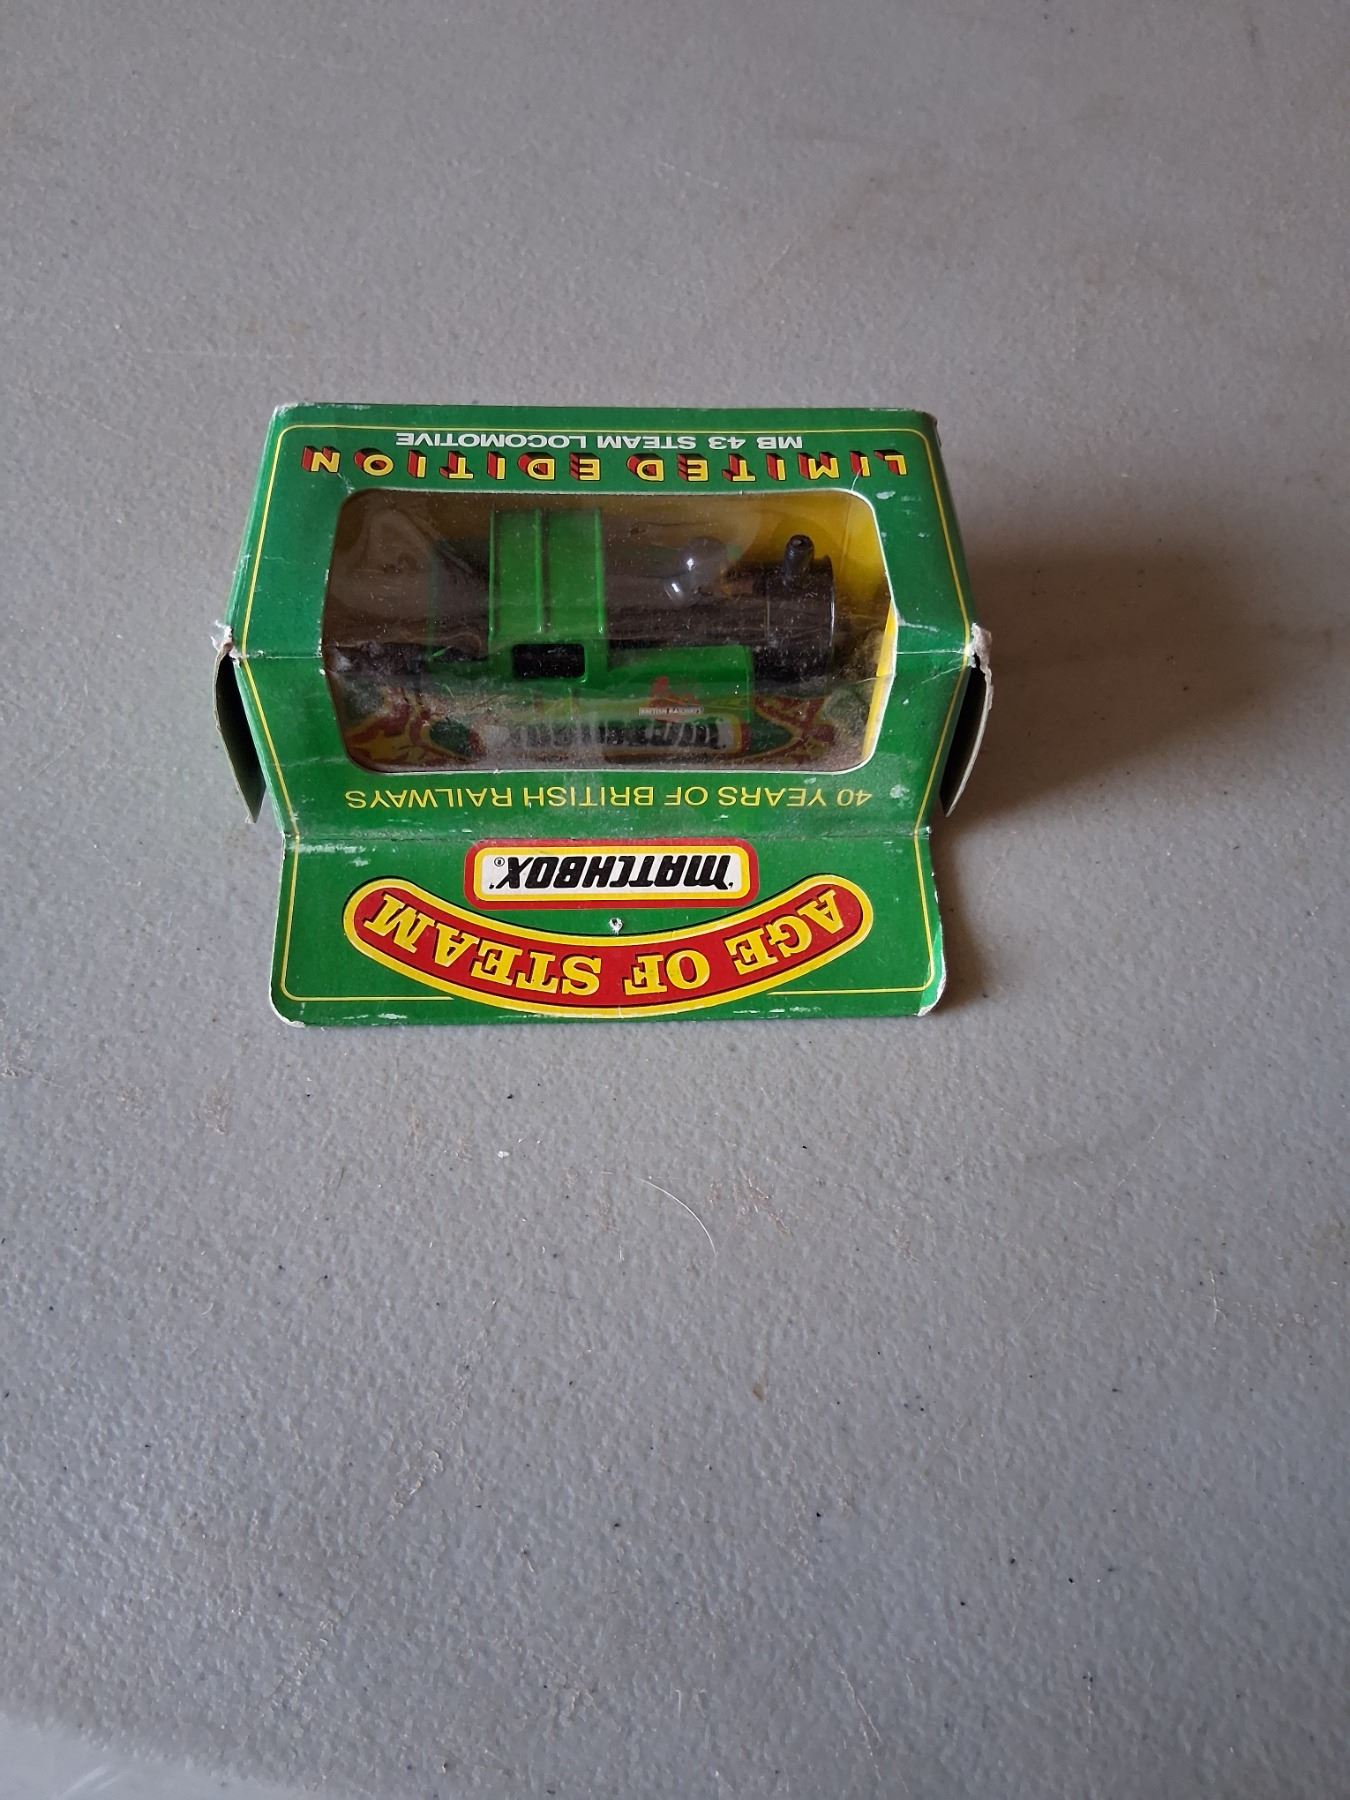 AGE OF STEAM
"MATCHBOX"®
40 YEARS OF BRITISH RAILWAYS
LIMITED EDITION
MB 43 STEAM LOCOMOTIVE